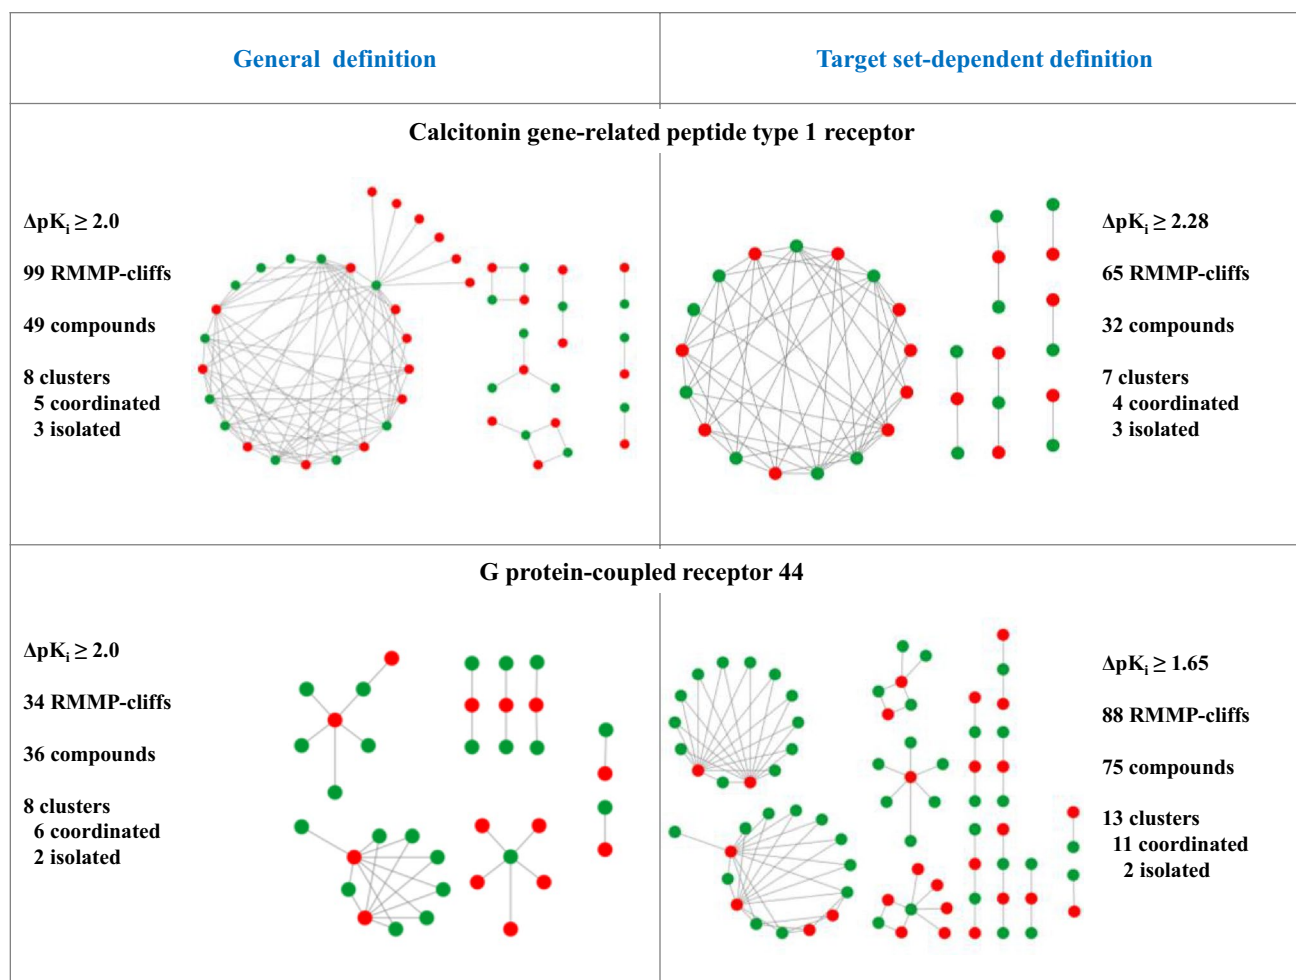 General definition
Target set-dependent definition
Calcitonin gene-related peptide type 1 receptor
ΔpKi ≥ 2.0
99 RMMP-cliffs
49 compounds
8 clusters
5 coordinated
3 isolated
ΔpKi ≥ 2.28
65 RMMP-cliffs
32 compounds
7 clusters
4 coordinated
3 isolated
G protein-coupled receptor 44
ΔpKi ≥ 2.0
34 RMMP-cliffs
36 compounds
8 clusters
6 coordinated
2 isolated
ΔpKi ≥ 1.65
88 RMMP-cliffs
75 compounds
13 clusters
11 coordinated
2 isolated